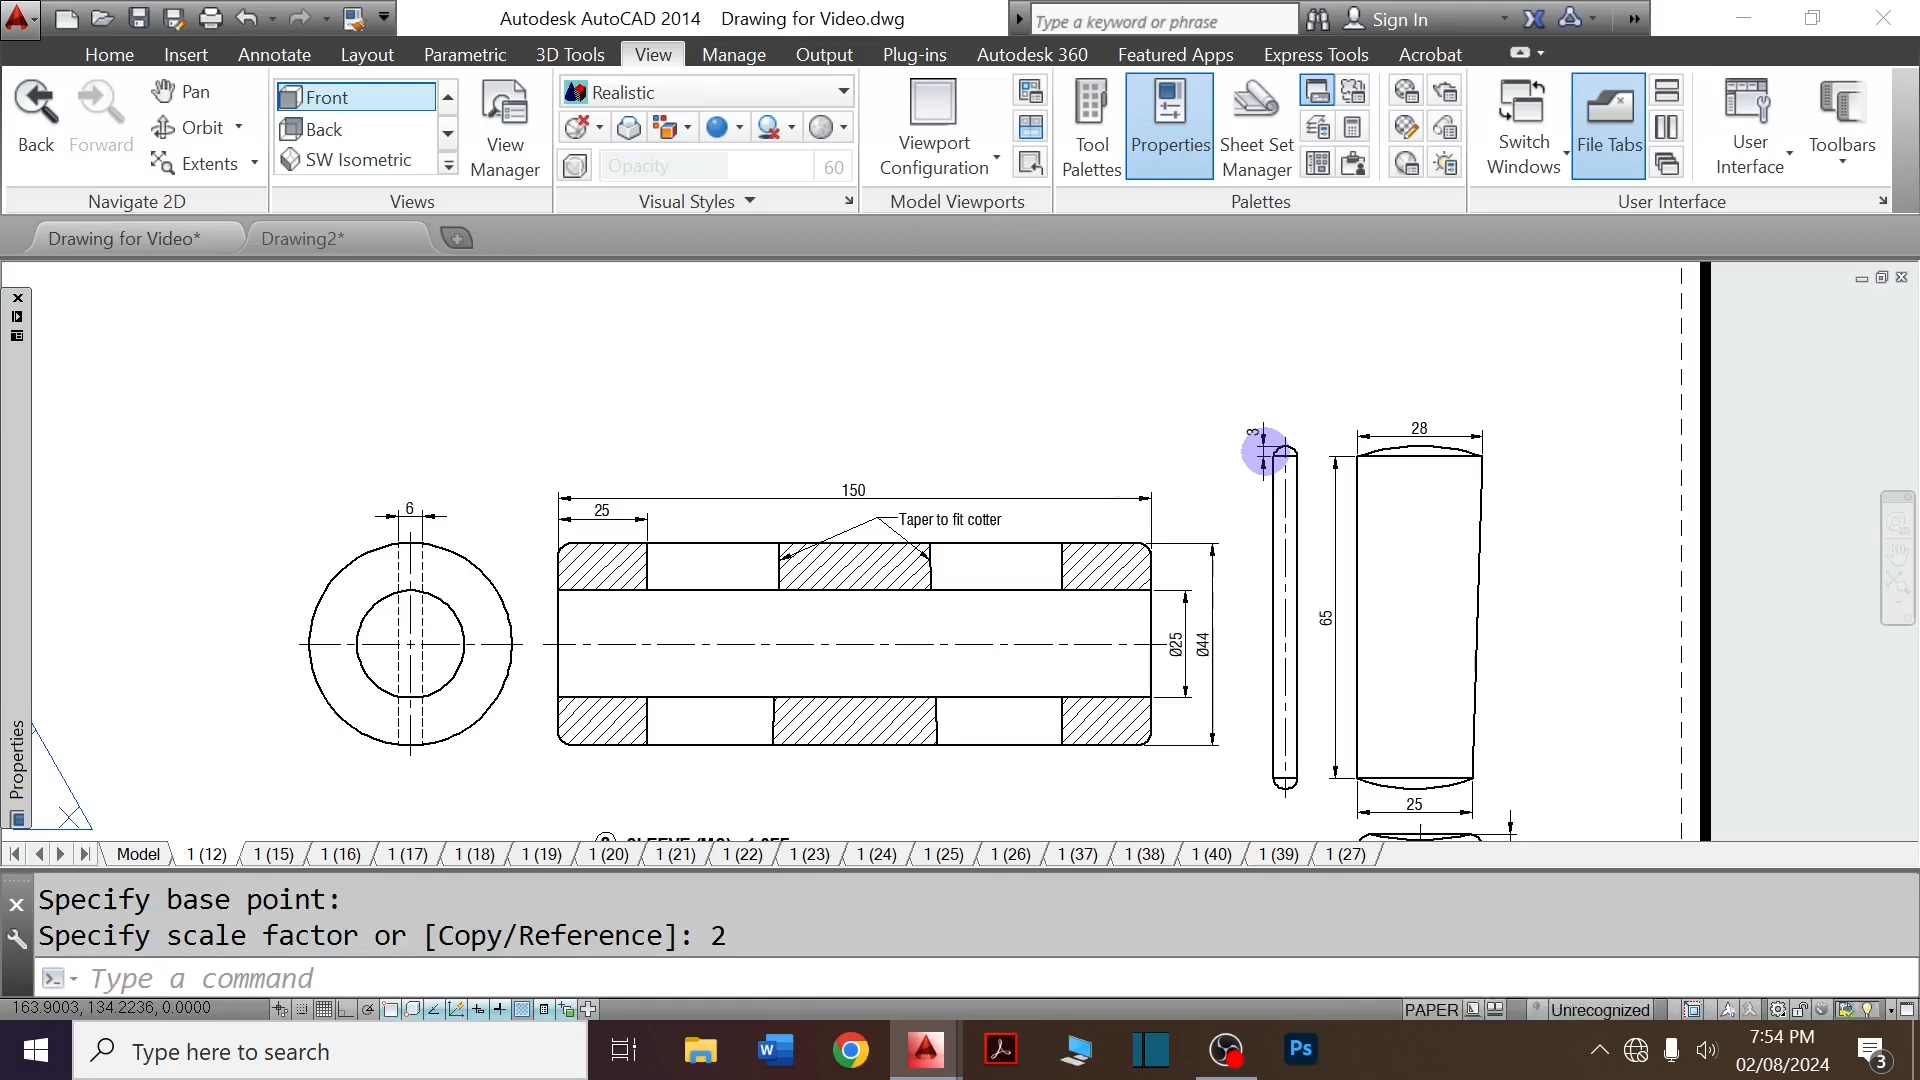 Autodesk AutoCAD 2014 Drawing for Video.dwg
Type a keyword or phrase
Sign In
Home Insert Annotate Layout Parametric 3D Tools View Manage Output Plug-ins Autodesk 360 Featured Apps Express Tools Acrobat
Back
Forward
Pan
Orbit
Extents
Navigate 2D
Front
Back
SW Isometric
View Manager
Views
Realistic
Opacity 60
Visual Styles
Viewport Configuration
Model Viewports
Tool Palettes
Properties
Sheet Set Manager
Palettes
Switch Windows
File Tabs
User Interface
Toolbars
User Interface
Drawing for Video*
Drawing2*
Properties
6
150
25
Taper to fit cotter
Ø25
Ø44
3
28
65
25
Model 1 (12) 1 (15) 1 (16) 1 (17) 1 (18) 1 (19) 1 (20) 1 (21) 1 (22) 1 (23) 1 (24) 1 (25) 1 (26) 1 (37) 1 (38) 1 (40) 1 (39) 1 (27)
Specify base point:
Specify scale factor or [Copy/Reference]: 2
Type a command
163.9003, 134.2236, 0.0000
PAPER
Unrecognized
Type here to search
Ps
7:54 PM
02/08/2024
3